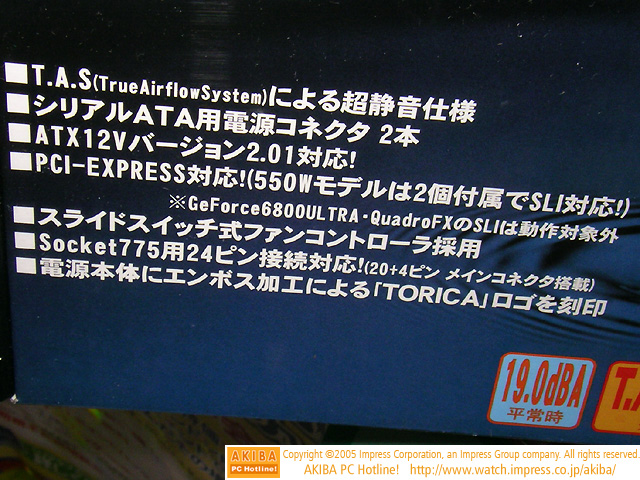 ■T.A.S(TrueAirflowSystem)による超静音仕様
■シリアルATA用電源コネクタ 2本
■ATX12Vバージョン2.01対応!
■PCI-EXPRESS対応!(550Wモデルは2個付属でSLI対応!)
※GeForce6800ULTRA・QuadroFXのSLIは動作対象外
■スライドスイッチ式ファンコントローラ採用
■Socket775用24ピン接続対応!(20+4ピン メインコネクタ搭載)
■電源本体にエンボス加工による「TORICA」ロゴを刻印
19.0dBA
平常時
AKIBA
PC Hotline!
Copyright ©2005 Impress Corporation, an Impress Group company. All rights reserved.
AKIBA PC Hotline! http://www.watch.impress.co.jp/akiba/